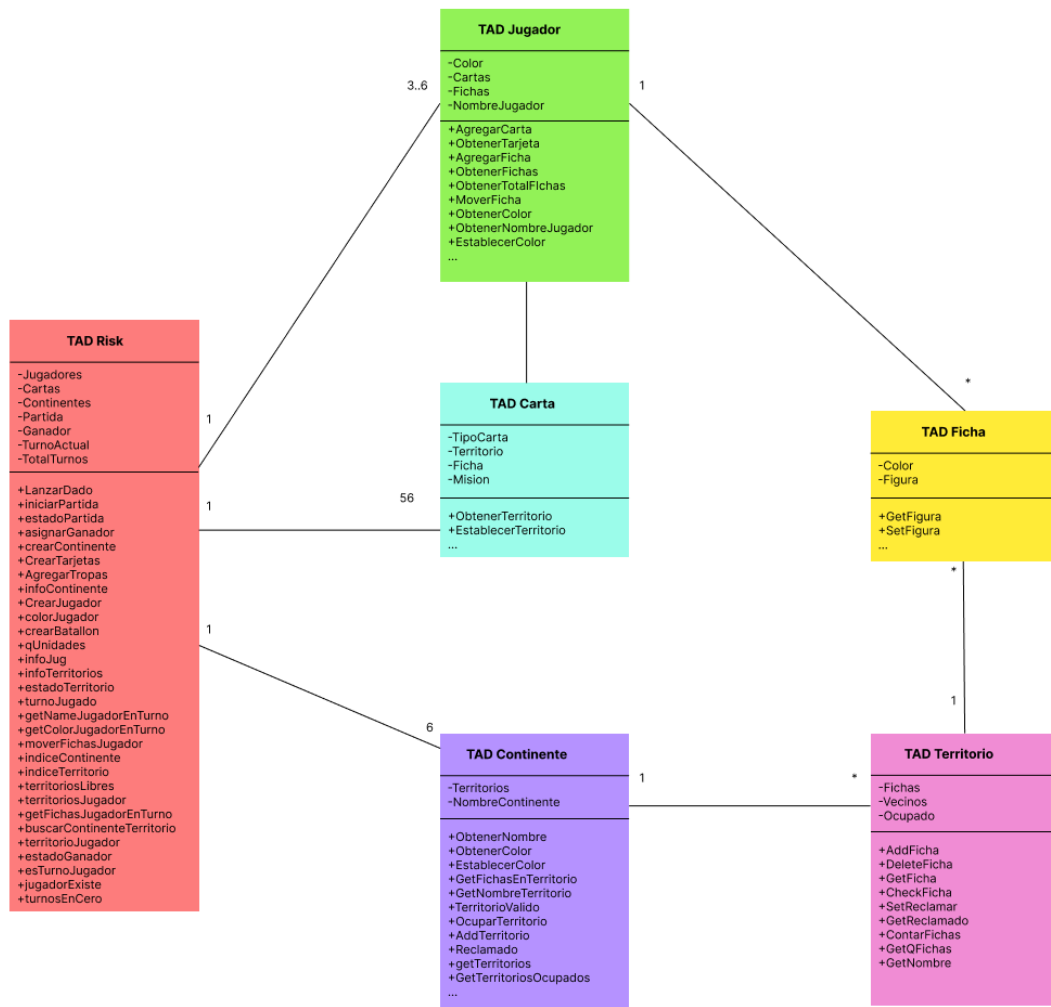 TAD Jugador
-Color
-Cartas
-Fichas
-NombreJugador
+AgregarCarta
+ObtenerTarjeta
+AgregarFicha
+ObtenerFichas
+ObtenerTotalFIchas
+MoverFicha
+ObtenerColor
+ObtenerNombreJugador
+EstablecerColor
...
3..6
1
TAD Risk
-Jugadores
-Cartas
-Continentes
-Partida
-Ganador
-TurnoActual
-TotalTurnos
+LanzarDado
+iniciarPartida
+estadoPartida
+asignarGanador
+crearContinente
+CrearTarjetas
+AgregarTropas
+infoContinente
+CrearJugador
+colorJugador
+crearBatallon
+qUnidades
+infoJug
+infoTerritorios
+estadoTerritorio
+turnoJugado
+getNameJugadorEnTurno
+getColorJugadorEnTurno
+moverFichasJugador
+indiceContinente
+indiceTerritorio
+territoriosLibres
+territoriosJugador
+getFichasJugadorEnTurno
+buscarContinenteTerritorio
+territorioJugador
+estadoGanador
+esTurnoJugador
+jugadorExiste
+turnosEnCero
1
1
56
1
6
TAD Carta
-TipoCarta
-Territorio
-Ficha
-Mision
+ObtenerTerritorio
+EstablecerTerritorio
...
*
TAD Ficha
-Color
-Figura
+GetFigura
+SetFigura
...
*
1
TAD Continente
-Territorios
-NombreContinente
+ObtenerNombre
+ObtenerColor
+EstablecerColor
+GetFichasEnTerritorio
+GetNombreTerritorio
+TerritorioValido
+OcuparTerritorio
+AddTerritorio
+Reclamado
+getTerritorios
+GetTerritoriosOcupados
...
1
*
TAD Territorio
-Fichas
-Vecinos
-Ocupado
+AddFicha
+DeleteFicha
+GetFicha
+CheckFicha
+SetReclamar
+GetReclamado
+ContarFichas
+GetQFichas
+GetNombre